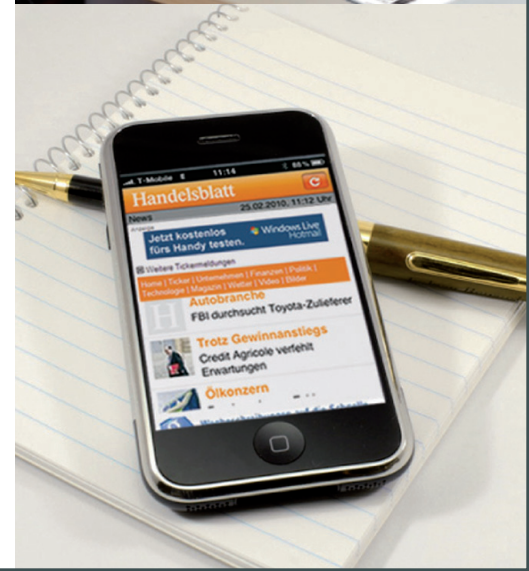 T-Mobile 11:14 88%
Handelsblatt
News 25.02.2010, 11:12 Uhr
Anzeige
Jetzt kostenlos
fürs Handy testen.
Windows Live
Hotmail
Weitere Tickermeldungen
Home | Ticker | Unternehmen | Finanzen | Politik |
Technologie | Magazin | Wetter | Video | Bilder
Autobranche
FBI durchsucht Toyota-Zulieferer
Trotz Gewinnanstiegs
Credit Agricole verfehlt
Erwartungen
Ölkonzern